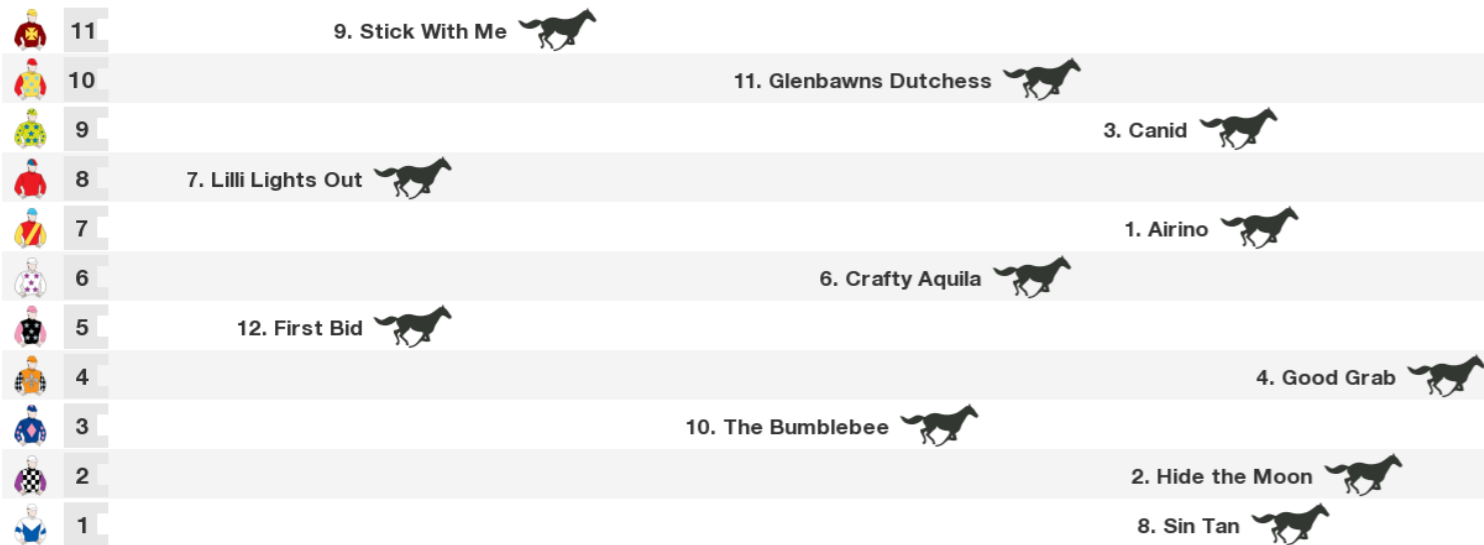 11 9. Stick With Me
10 11. Glenbawns Dutchess
9 3. Canid
8 7. Lilli Lights Out
7 1. Airino
6 6. Crafty Aquila
5 12. First Bid
4 4. Good Grab
3 10. The Bumblebee
2 2. Hide the Moon
1 8. Sin Tan